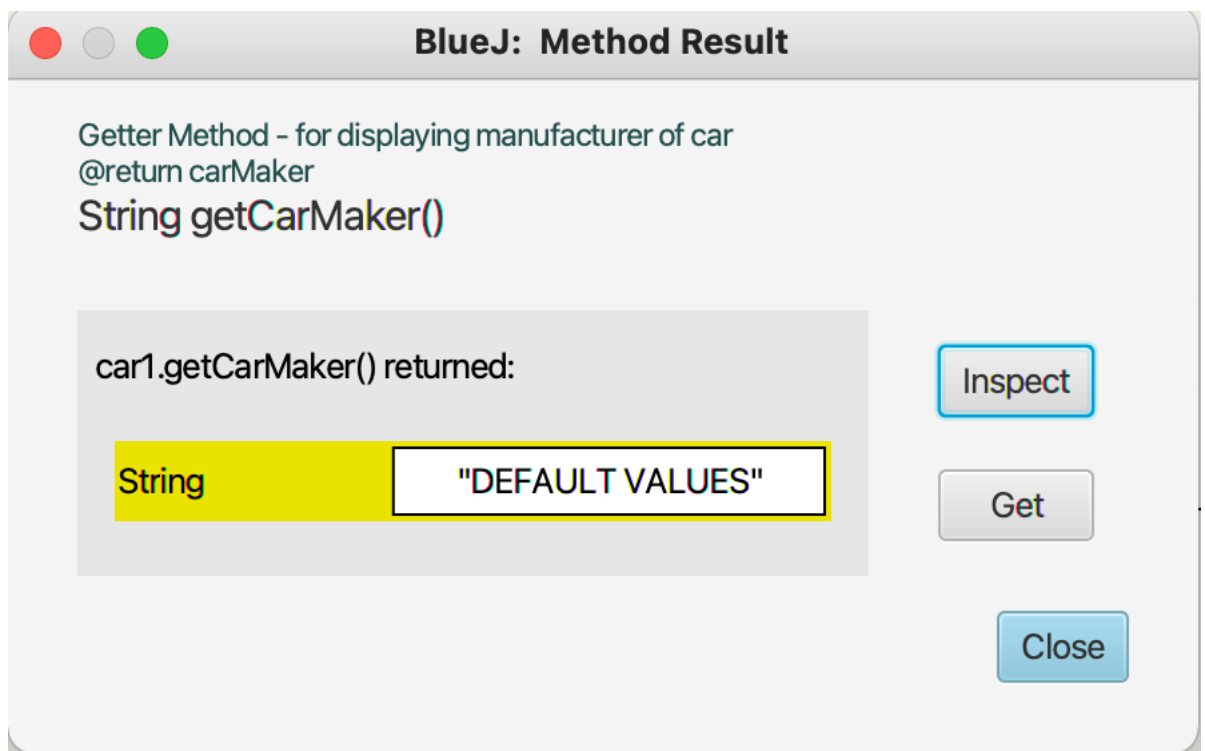 BlueJ:  Method Result
Getter Method - for displaying manufacturer of car
@return carMaker
String getCarMaker()
car1.getCarMaker() returned:
Inspect
String "DEFAULT VALUES"
Get
Close